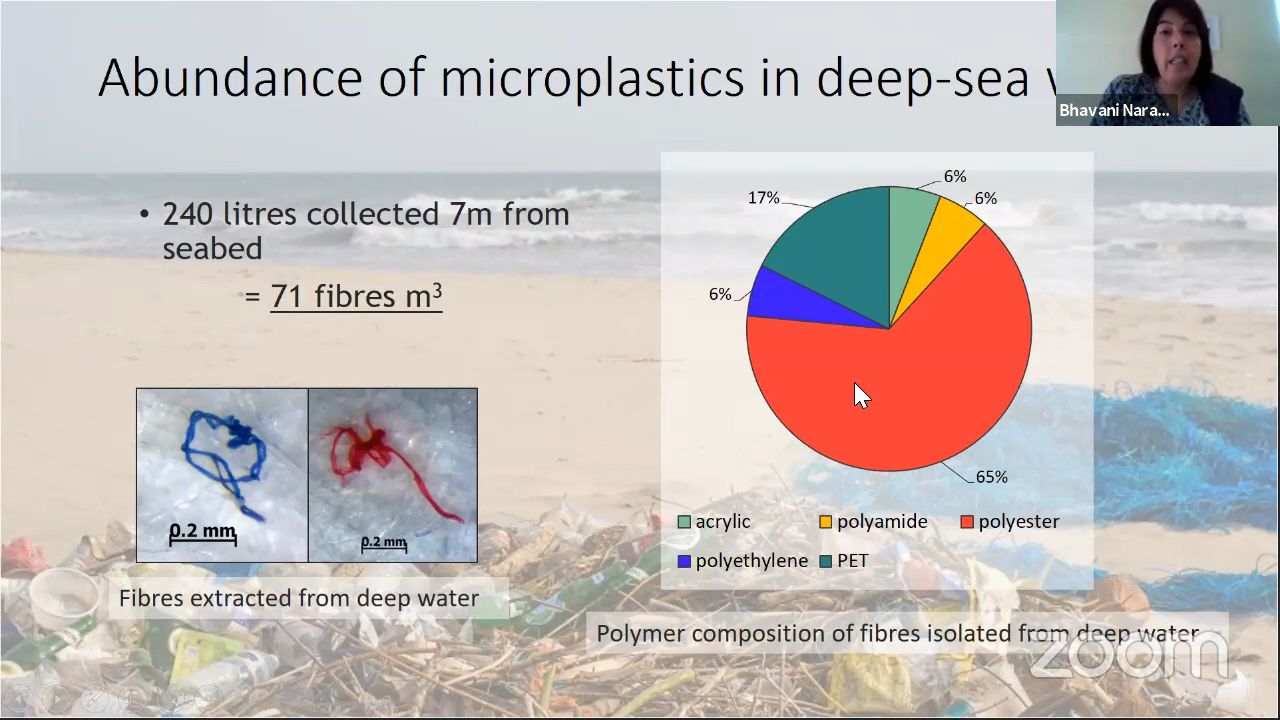 Abundance of microplastics in deep-sea
Bhavani Nara...
• 240 litres collected 7m from
seabed
= 71 fibres m³
0.2 mm
0.2 mm
Fibres extracted from deep water
6%
6%
17%
6%
65%
acrylic
polyamide
polyester
polyethylene
PET
Polymer composition of fibres isolated from deep water
zoom